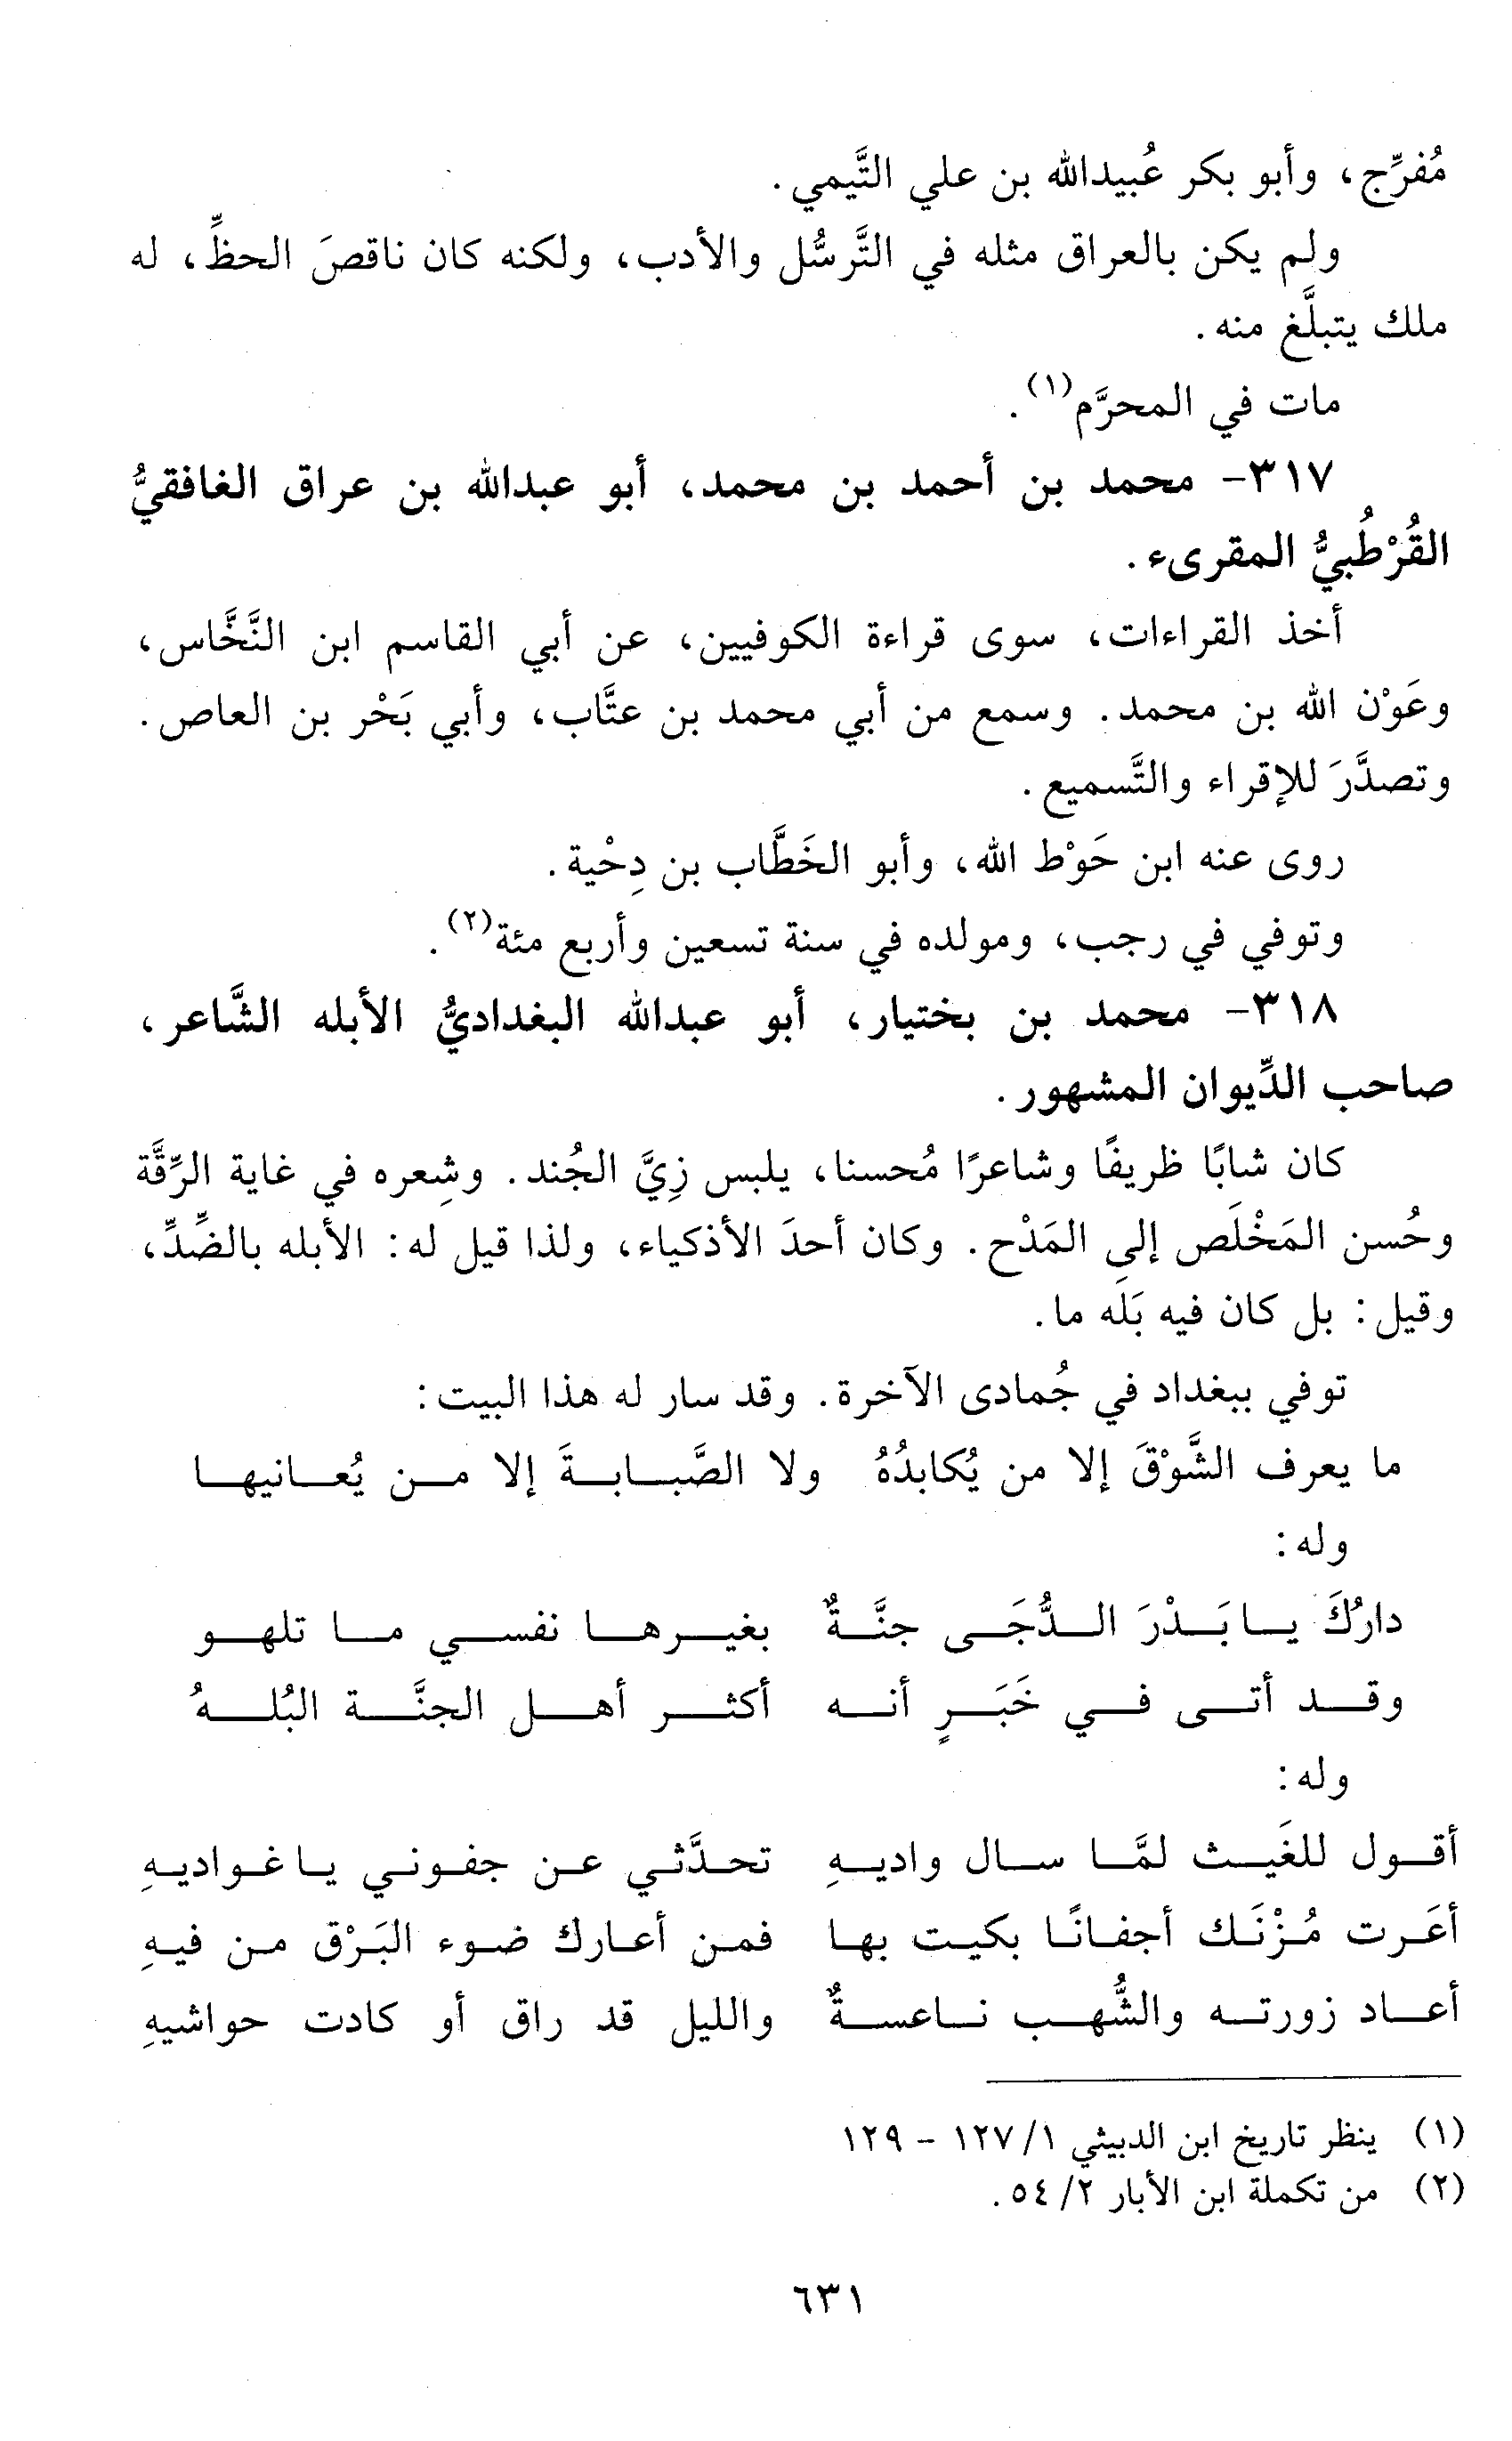 مُفرِّج، وأبو بكر عُبيدالله بن علي التَّيمي.
ولم يكن بالعراق مثله في التَّرسُّل والأدب، ولكنه كان ناقصَ الحظِّ، له
ملك يتبلَّغ منه.
مات في المحرَّم(١).
٣١٧- محمد بن أحمد بن محمد، أبو عبدالله بن عراق الغافقيُّ
القُرْطُبيُّ المقرىء.
أخذ القراءات، سوى قراءة الكوفيين، عن أبي القاسم ابن النَّخَّاس،
وعَوْن الله بن محمد. وسمع من أبي محمد بن عتَّاب، وأبي بَحْر بن العاص.
وتصدَّرَ للإقراء والتَّسميع.
روى عنه ابن حَوْط الله، وأبو الخَطَّاب بن دِحْية.
وتوفي في رجب، ومولده في سنة تسعين وأربع مئة(٢).
٣١٨- محمد بن بختيار، أبو عبدالله البغداديُّ الأبله الشَّاعر،
صاحب الدِّيوان المشهور.
كان شابًا ظريفًا وشاعرًا مُحسنا، يلبس زِيَّ الجُند. وشِعره في غاية الرِّقَّة
وحُسن المَخْلَص إلى المَدْح. وكان أحدَ الأذكياء، ولذا قيل له: الأبله بالضِّدِّ،
وقيل: بل كان فيه بَلَه ما.
توفي ببغداد في جُمادى الآخرة. وقد سار له هذا البيت:
ما يعرف الشَّوْقَ إلا من يُكابدُهُ ولا الصَّبابةَ إلا من يُعانيها
وله:
دارُكَ يا بَدْرَ الدُّجَى جنَّةٌ بغيرها نفسي ما تلهو
وقد أتى في خَبَرٍ أنه أكثر أهل الجنَّة البُلهُ
وله:
أقول للغَيث لمَّا سال واديهِ تحدَّثي عن جفوني يا غواديهِ
أعَرت مُزْنَك أجفانًا بكيت بها فمن أعارك ضوء البَرْق من فيهِ
أعاد زورته والشُّهب ناعسةٌ والليل قد راق أو كادت حواشيهِ
(١) ينظر تاريخ ابن الدبيثي ١/ ١٢٧ - ١٢٩
(٢) من تكملة ابن الأبار ٢/ ٥٤.
٦٣١